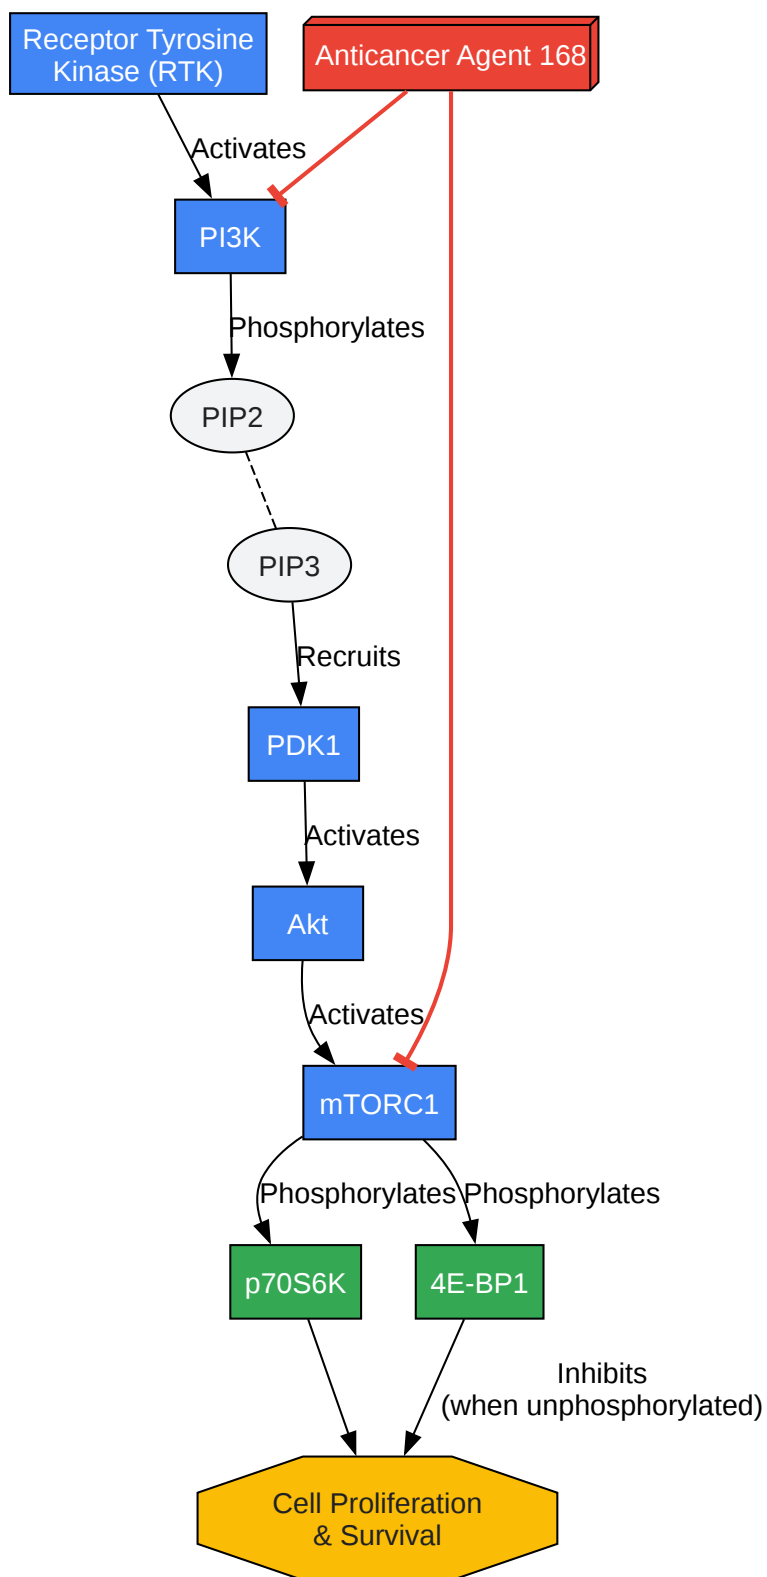 Receptor Tyrosine
Kinase (RTK)
Anticancer Agent 168
Activates
PI3K
Phosphorylates
PIP2
PIP3
Recruits
PDK1
Activates
Akt
Activates
mTORC1
Phosphorylates
Phosphorylates
p70S6K
4E-BP1
Inhibits
(when unphosphorylated)
Cell Proliferation
& Survival